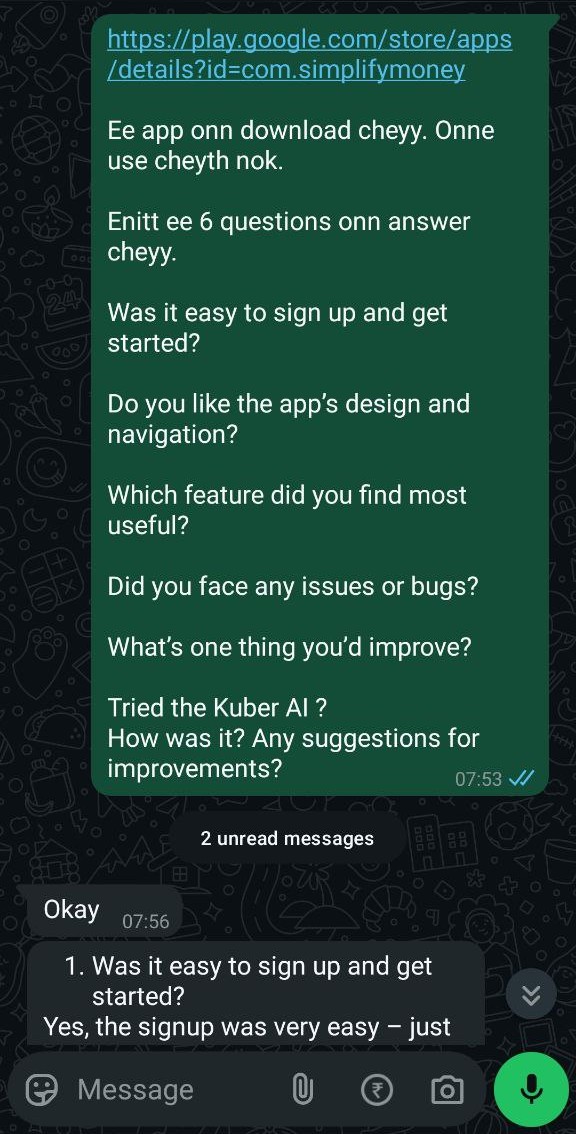 https://play.google.com/store/apps
/details?id=com.simplifymoney
Ee app onn download cheyy. Onne
use cheyth nok.
Enitt ee 6 questions onn answer
cheyy.
Was it easy to sign up and get
started?
Do you like the app’s design and
navigation?
Which feature did you find most
useful?
Did you face any issues or bugs?
What’s one thing you’d improve?
Tried the Kuber AI ?
How was it? Any suggestions for
improvements?
07:53
2 unread messages
Okay
07:56
1. Was it easy to sign up and get
started?
Yes, the signup was very easy – just
Message